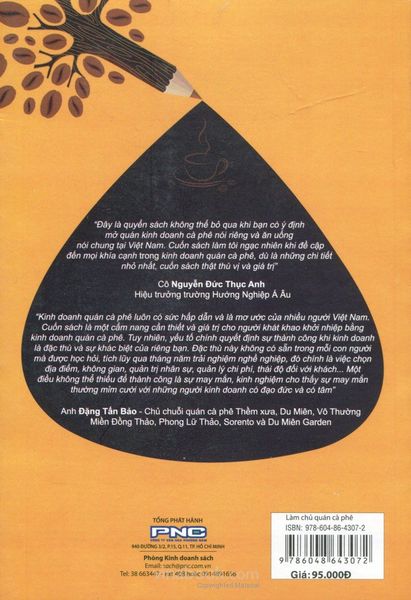 "Đây là quyển sách không thể bỏ qua khi bạn có ý định
mở quán kinh doanh cà phê nói riêng và ăn uống
nói chung tại Việt Nam. Cuốn sách làm tôi ngạc nhiên khi đề cập
đến mọi khía cạnh trong kinh doanh quán cà phê, dù là những chi tiết
nhỏ nhất, cuốn sách thật thú vị và giá trị"
Cô Nguyễn Đức Thục Anh
Hiệu trưởng trường Hướng Nghiệp Á Âu
"Kinh doanh quán cà phê luôn có sức hấp dẫn và là mơ ước của nhiều người Việt Nam.
Cuốn sách là một cẩm nang cần thiết và giá trị cho người khát khao khởi nhiệp bằng
kinh doanh quán cà phê. Tuy nhiên, yếu tố chính quyết định sự thành công khi kinh doanh
là đặc thù và sự khác biệt của riêng bạn. Đặc thù này không có sẵn trong mỗi con người
mà được học hỏi, tích lũy qua tháng năm trải nghiệm nghề nghiệp, đó chính là việc chọn
địa điểm, không gian, quản trị nhân sự, quản lý chi phí, thái độ đối với khách... Một
điều không thể thiếu để thành công là sự may mắn, kinh nghiệm cho thấy sự may mắn
thường mỉm cười với những người kinh doanh có đạo đức và có tâm"
Anh Đặng Tấn Bảo - Chủ chuỗi quán cà phê Thềm xưa, Du Miên, Vô Thường
Miền Đồng Thảo, Phong Lữ Thảo, Sorento và Du Miên Garden
TỔNG PHÁT HÀNH
PNC
CÔNG TY VĂN HÓA PHƯƠNG NAM
940 ĐƯỜNG 3/2, P.15, Q.11, TP. HỒ CHÍ MINH
Phòng Kinh doanh sách
Email: sach@pnc.com.vn
Làm chủ quán cà phê
ISBN: 978-604-86-4307-2
9 786048 643072
Giá: 95.000Đ
Copyrighted Material